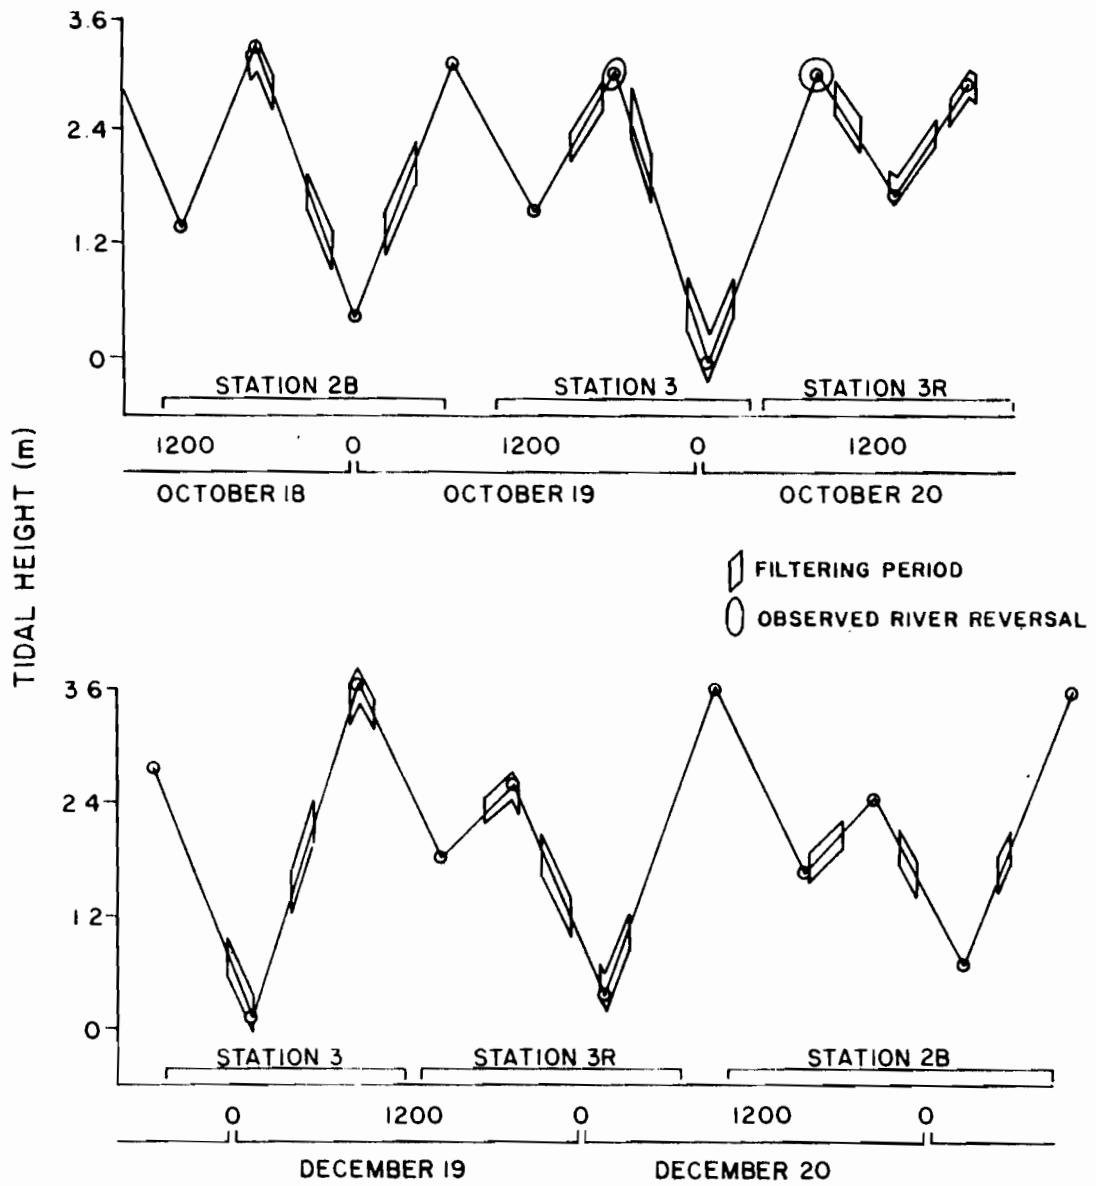 TIDAL HEIGHT (m)
3.6
2.4
1.2
0
STATION 2B STATION 3 STATION 3R
1200 0 1200 0 1200
OCTOBER 18 OCTOBER 19 OCTOBER 20
FILTERING PERIOD
OBSERVED RIVER REVERSAL
3 6
2 4
1 2
0
STATION 3 STATION 3R STATION 2B
0 1200 0 1200 0
DECEMBER 19 DECEMBER 20